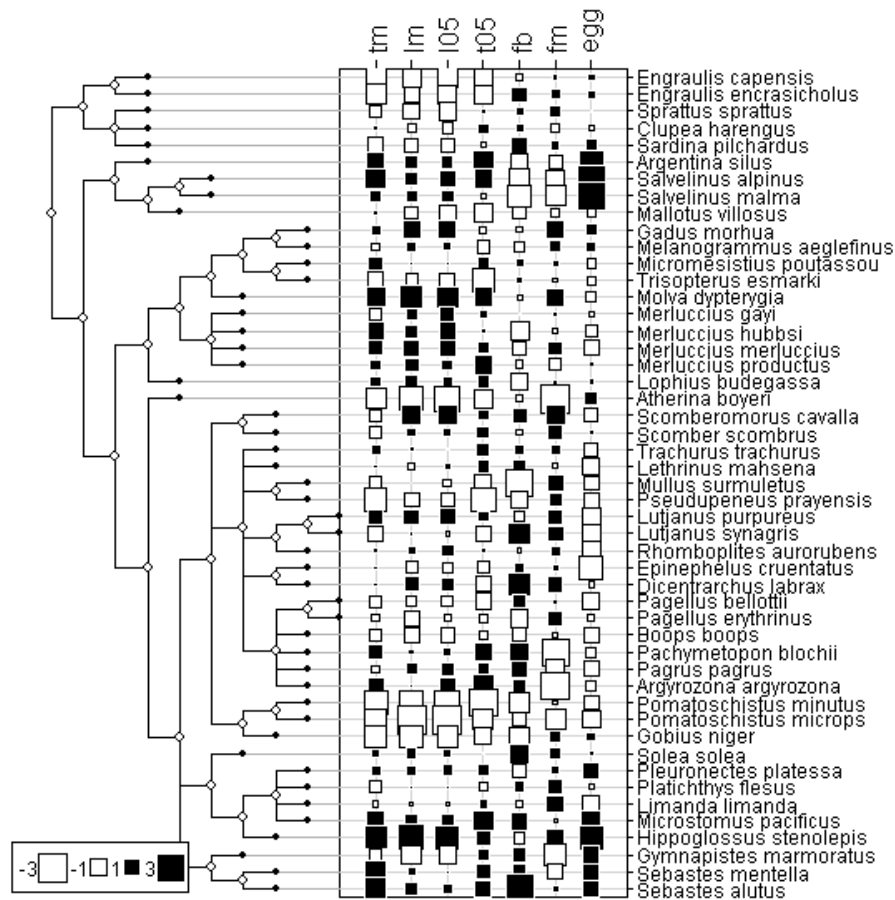 tm lm l05 t05 fb fm egg
Engraulis capensis
Engraulis encrasicholus
Sprattus sprattus
Clupea harengus
Sardina pilchardus
Argentina silus
Salvelinus alpinus
Salvelinus malma
Mallotus villosus
Gadus morhua
Melanogrammus aeglefinus
Micromesistius poutassou
Trisopterus esmarki
Molva dypterygia
Merluccius gayi
Merluccius hubbsi
Merluccius merluccius
Merluccius productus
Lophius budegassa
Atherina boyeri
Scomberomorus cavalla
Scomber scombrus
Trachurus trachurus
Lethrinus mahsena
Mullus surmuletus
Pseudupeneus prayensis
Lutjanus purpureus
Lutjanus synagris
Rhomboplites aurorubens
Epinephelus cruentatus
Dicentrarchus labrax
Pagellus bellottii
Pagellus erythrinus
Boops boops
Pachymetopon blochii
Pagrus pagrus
Argyrozona argyrozona
Pomatoschistus minutus
Pomatoschistus microps
Gobius niger
Solea solea
Pleuronectes platessa
Platichthys flesus
Limanda limanda
Microstomus pacificus
Hippoglossus stenolepis
Gymnapistes marmoratus
Sebastes mentella
Sebastes alutus
-3 -1 1 3